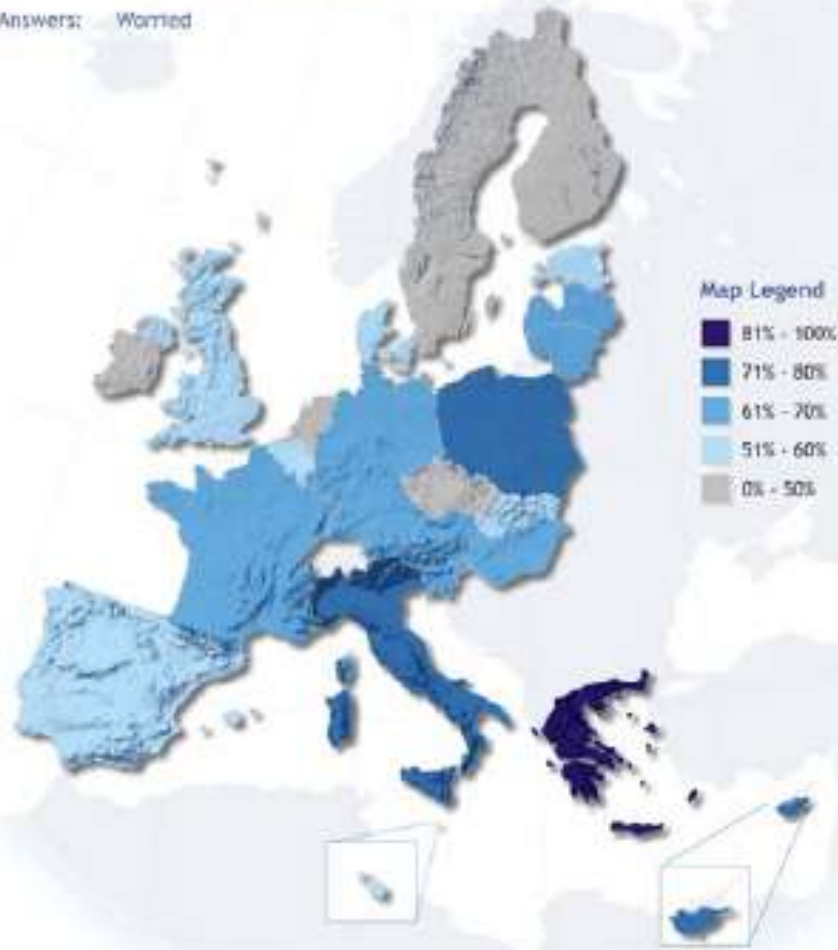 Answers: Worried
Map Legend
81% - 100%
71% - 80%
61% - 70%
51% - 60%
0% - 50%